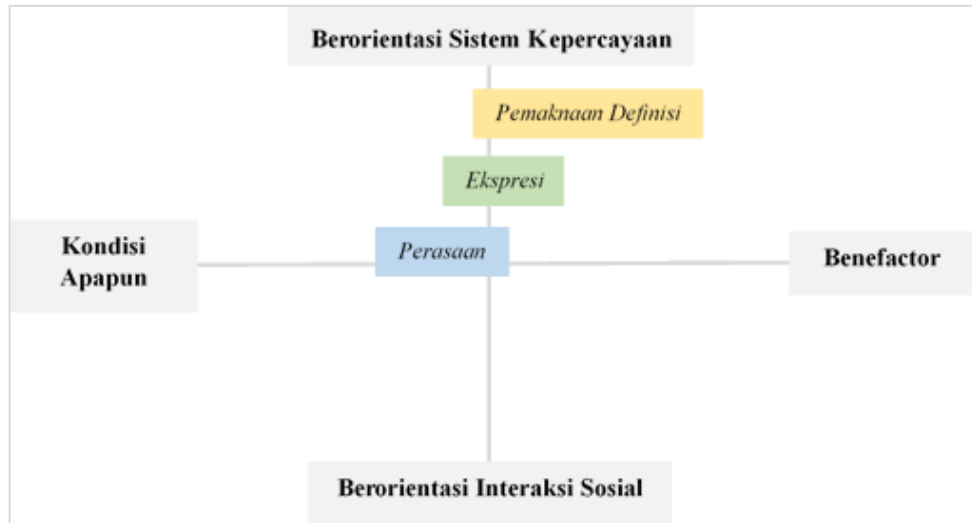 Berorientasi Sistem Kepercayaan
Pemaknaan Definisi
Ekspresi
Perasaan
Kondisi
Apapun
Benefactor
Berorientasi Interaksi Sosial